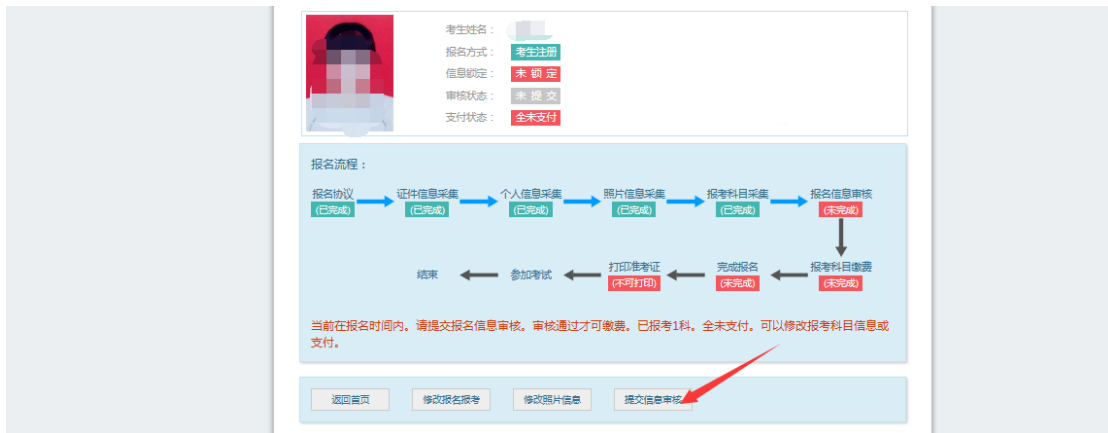 考生姓名：
报名方式： 考生注册
信息锁定： 未 锁 定
审核状态： 未 提 交
支付状态： 全未支付
报名流程：
报名协议 证件信息采集 个人信息采集 照片信息采集 报考科目采集 报名信息审核
(已完成) (已完成) (已完成) (已完成) (已完成) (未完成)
结束 参加考试 打印准考证 完成报名 报考科目缴费
(不可打印) (未完成) (未完成)
当前在报名时间内。请提交报名信息审核。审核通过才可缴费。已报考1科。全未支付。可以修改报考科目信息或
支付。
返回首页 修改报名报考 修改照片信息 提交信息审核